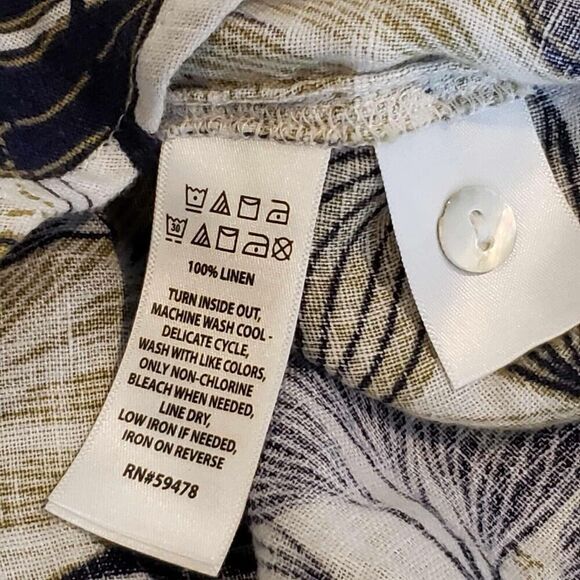 30
100% LINEN
TURN INSIDE OUT,
MACHINE WASH COOL -
DELICATE CYCLE,
WASH WITH LIKE COLORS,
ONLY NON-CHLORINE
BLEACH WHEN NEEDED,
LINE DRY,
LOW IRON IF NEEDED,
IRON ON REVERSE
RN#59478